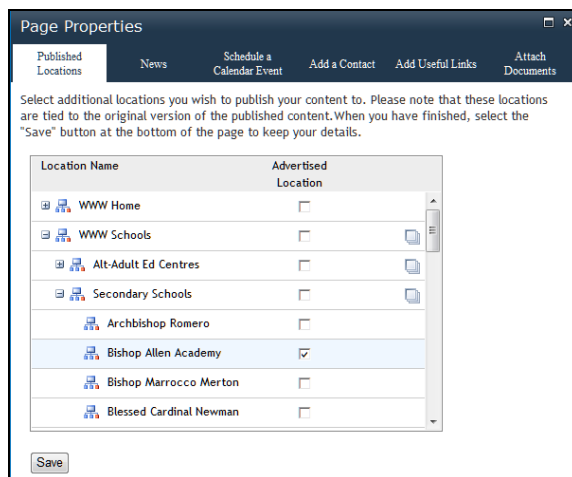 Page Properties
Published
Locations
News
Schedule a
Calendar Event
Add a Contact
Add Useful Links
Attach
Documents
Select additional locations you wish to publish your content to. Please note that these locations
are tied to the original version of the published content.When you have finished, select the
"Save" button at the bottom of the page to keep your details.
Location Name
Advertised
Location
WWW Home
WWW Schools
Alt-Adult Ed Centres
Secondary Schools
Archbishop Romero
Bishop Allen Academy
Bishop Marrocco Merton
Blessed Cardinal Newman
Save